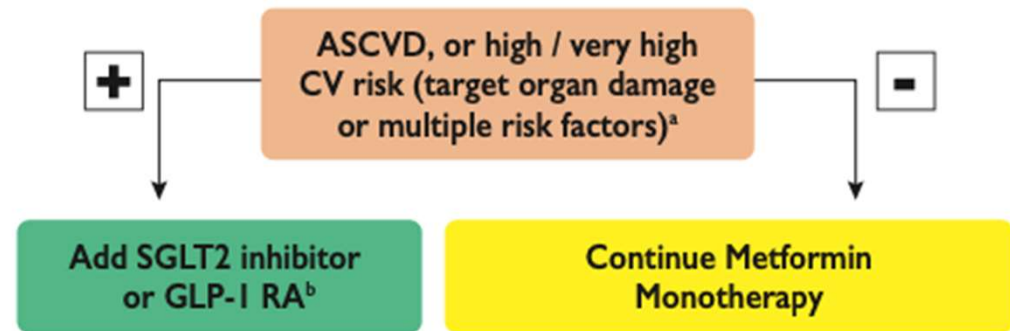 +
ASCVD, or high / very high
CV risk (target organ damage
or multiple risk factors)ᵃ
-
Add SGLT2 inhibitor
or GLP-1 RAᵇ
Continue Metformin
Monotherapy